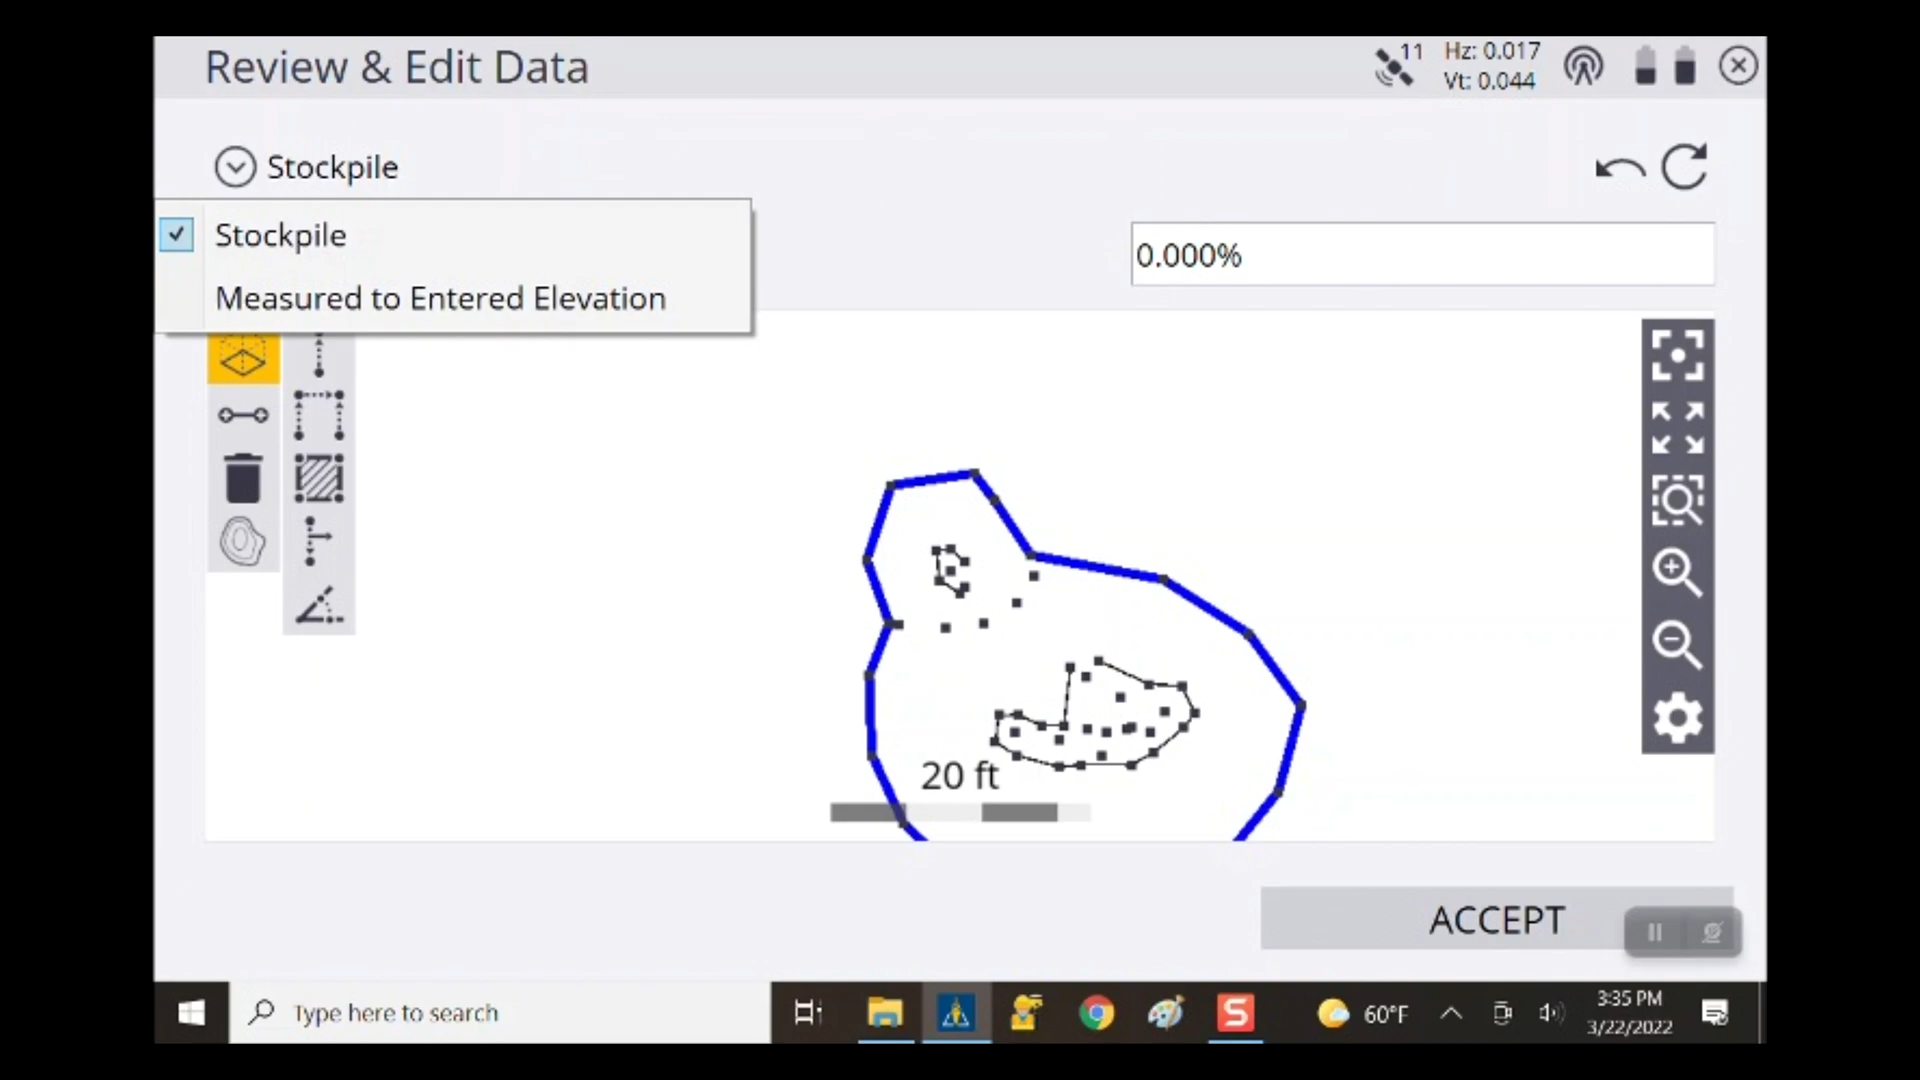 Review & Edit Data
11
Hz: 0.017
Vt: 0.044
Stockpile
Stockpile
Measured to Entered Elevation
0.000%
20 ft
ACCEPT
Type here to search
S
60°F
3:35 PM
3/22/2022